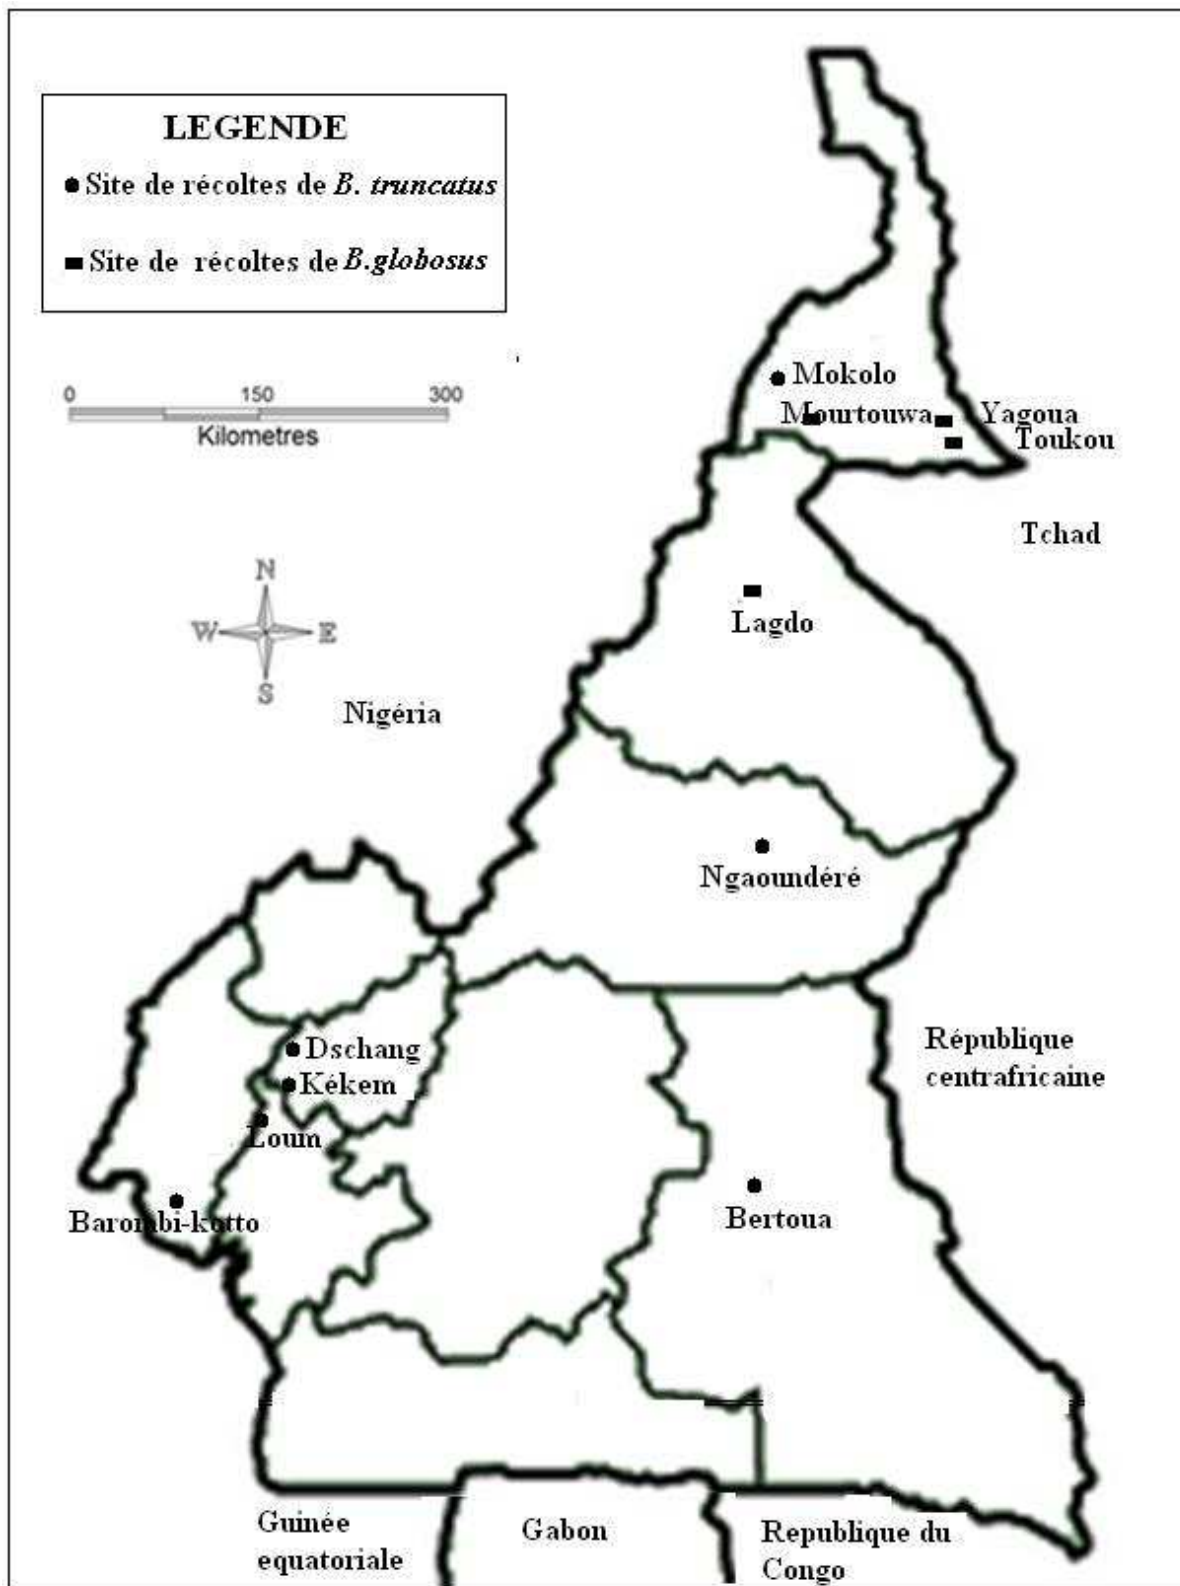 LEGENDE
Site de récoltes de B. truncatus
Site de récoltes de B.globosus
0 150 300
Kilometres
Mokolo
Mourtouwa
Yagoua
Toukou
Tchad
N
W E
S
Lagdo
Nigéria
Ngaoundéré
République
centrafricaine
Dschang
Kékem
Loum
Barombi-kotto
Bertoua
Guinée
equatoriale
Gabon
Republique du
Congo